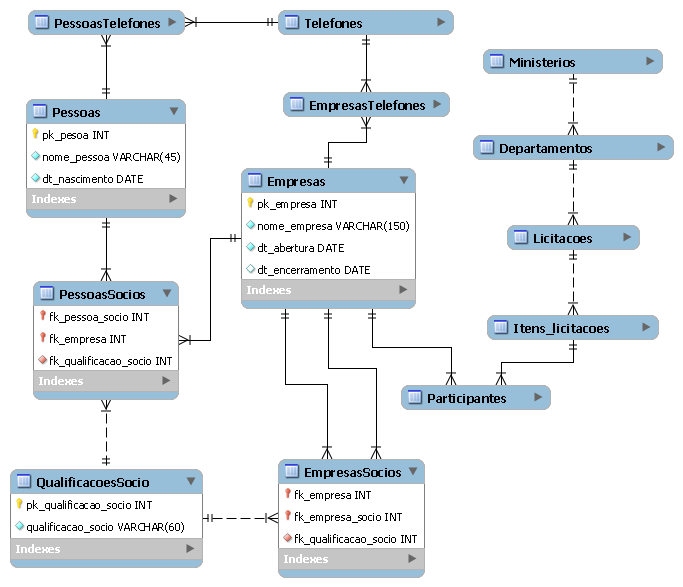 PessoasTelefones
Telefones
Ministerios
EmpresasTelefones
Pessoas
pk_pesoa INT
nome_pessoa VARCHAR(45)
dt_nascimento DATE
Indexes
Departamentos
Empresas
pk_empresa INT
nome_empresa VARCHAR(150)
dt_abertura DATE
dt_encerramento DATE
Indexes
Licitacoes
PessoasSocios
fk_pessoa_socio INT
fk_empresa INT
fk_qualificacao_socio INT
Indexes
Itens_licitacoes
Participantes
QualificacoesSocio
pk_qualificacao_socio INT
qualificacao_socio VARCHAR(60)
Indexes
EmpresasSocios
fk_empresa INT
fk_empresa_socio INT
fk_qualificacao_socio INT
Indexes